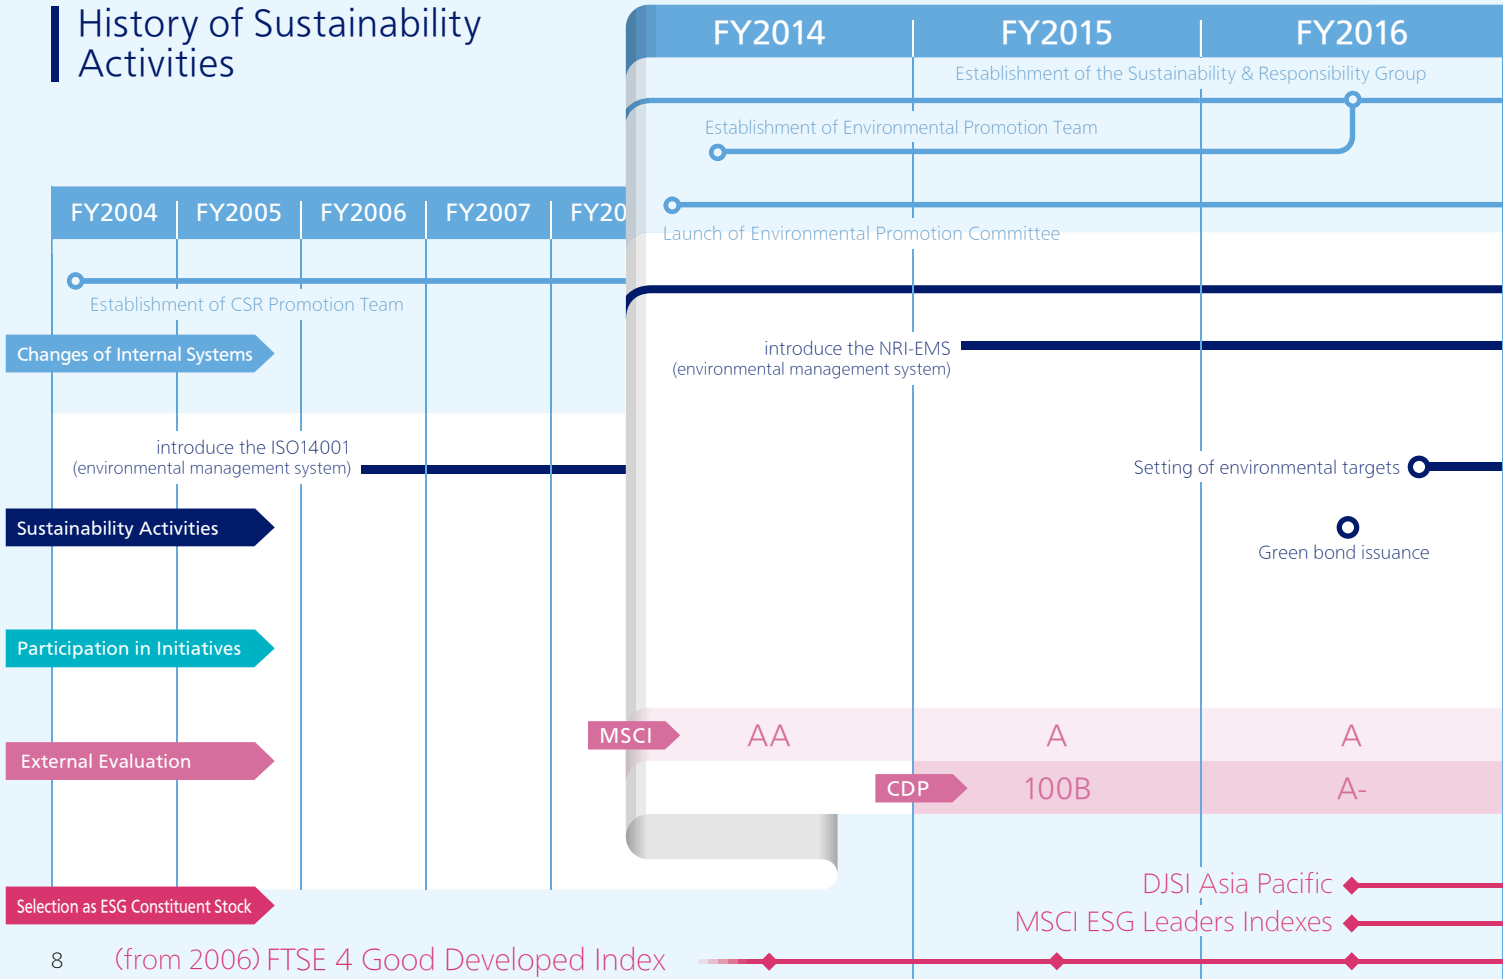 History of Sustainability
Activities
FY2014
FY2015
FY2016
Establishment of the Sustainability & Responsibility Group
Establishment of Environmental Promotion Team
Launch of Environmental Promotion Committee
FY2004
FY2005
FY2006
FY2007
FY20
Establishment of CSR Promotion Team
Changes of Internal Systems
introduce the NRI-EMS
(environmental management system)
introduce the ISO14001
(environmental management system)
Setting of environmental targets
Sustainability Activities
Green bond issuance
Participation in Initiatives
MSCI
AA
A
A
External Evaluation
CDP
100B
A-
DJSI Asia Pacific
Selection as ESG Constituent Stock
MSCI ESG Leaders Indexes
(from 2006) FTSE 4 Good Developed Index
8